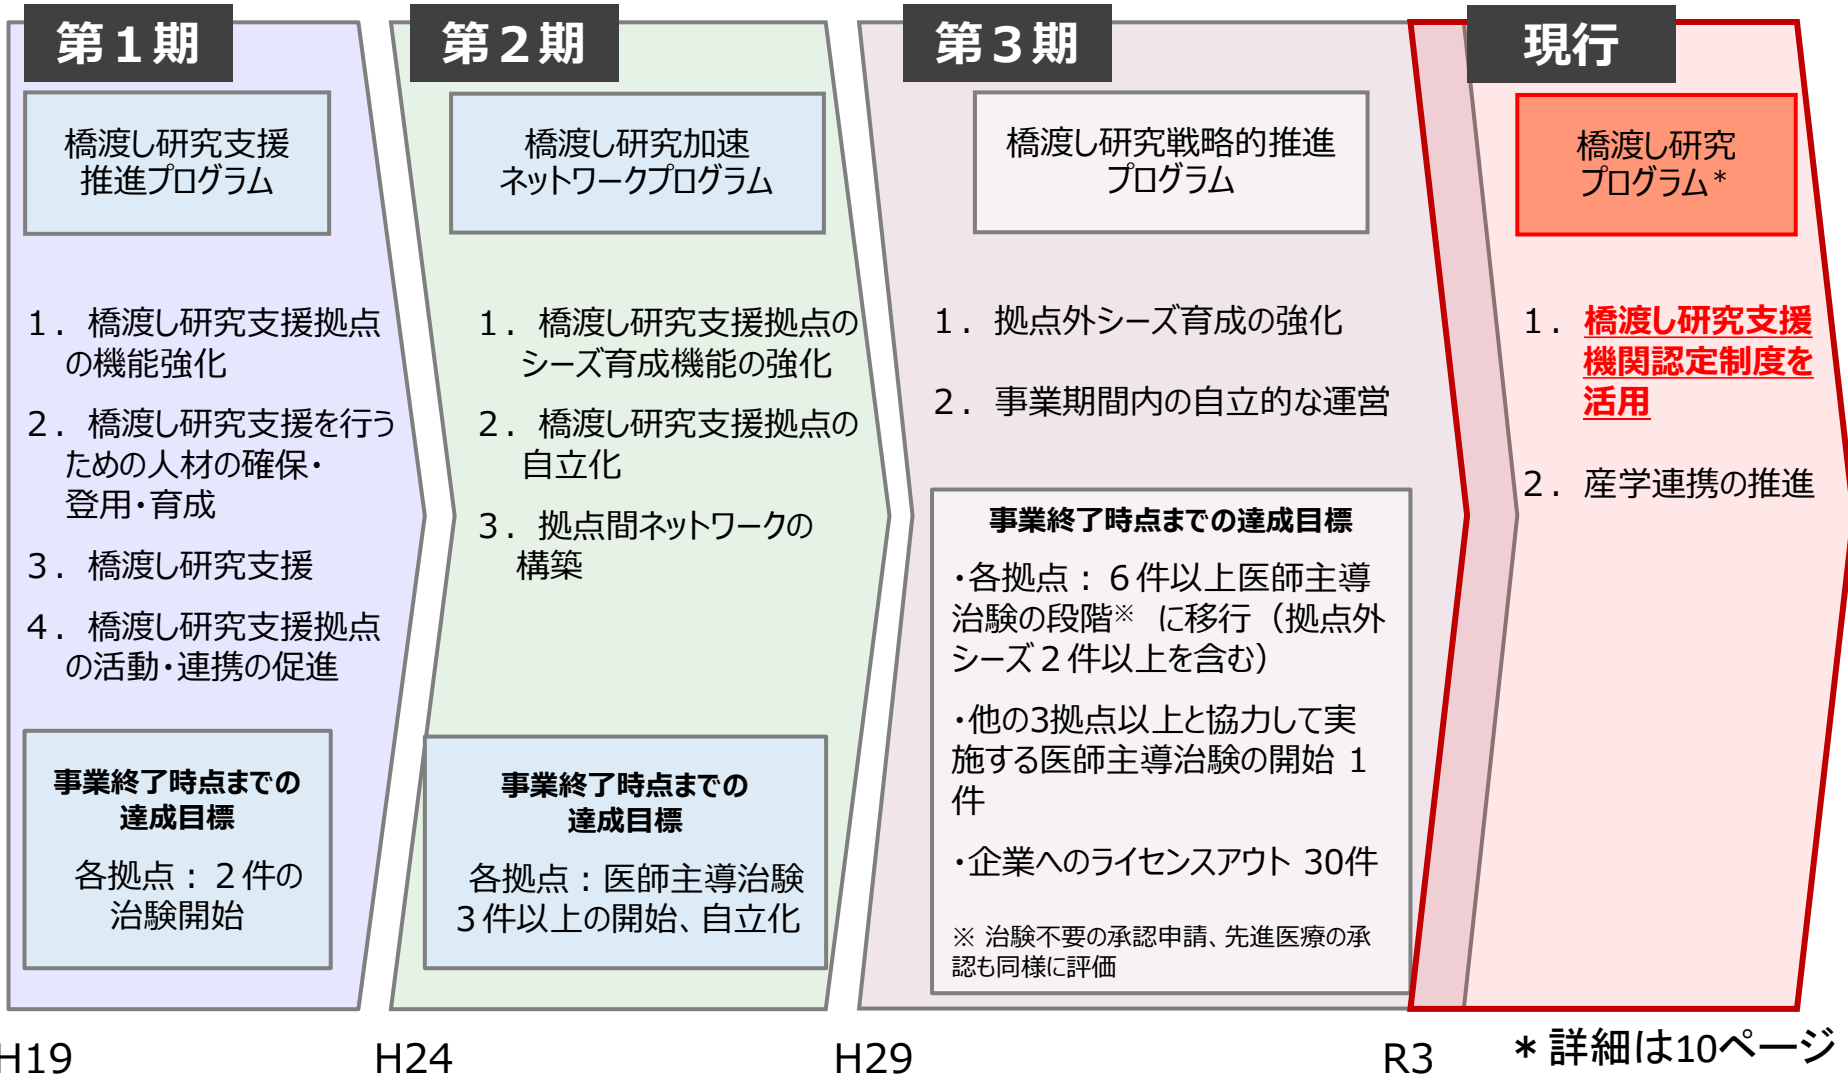 第１期
橋渡し研究支援
推進プログラム
１．橋渡し研究支援拠点
の機能強化
２．橋渡し研究支援を行う
ための人材の確保・
登用・育成
３．橋渡し研究支援
４．橋渡し研究支援拠点
の活動・連携の促進
事業終了時点までの
達成目標
各拠点：２件の
治験開始
第２期
橋渡し研究加速
ネットワークプログラム
１．橋渡し研究支援拠点の
シーズ育成機能の強化
２．橋渡し研究支援拠点の
自立化
３．拠点間ネットワークの
構築
事業終了時点までの
達成目標
各拠点：医師主導治験
３件以上の開始、自立化
第３期
橋渡し研究戦略的推進
プログラム
１．拠点外シーズ育成の強化
２．事業期間内の自立的な運営
事業終了時点までの達成目標
・各拠点：６件以上医師主導
治験の段階※ に移行（拠点外
シーズ２件以上を含む）
・他の3拠点以上と協力して実
施する医師主導治験の開始 1
件
・企業へのライセンスアウト 30件
※ 治験不要の承認申請、先進医療の承
認も同様に評価
現行
橋渡し研究
プログラム*
１．橋渡し研究支援
機関認定制度を
活用
２．産学連携の推進
H19
H24
H29
R3
＊詳細は10ページ